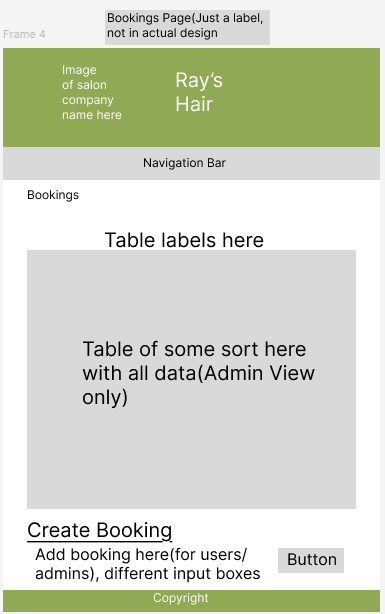 Bookings Page(Just a label,
not in actual design
Frame 4
Image
of salon
company
name here
Ray's
Hair
Navigation Bar
Bookings
Table labels here
Table of some sort here
with all data(Admin View
only)
Create Booking
Add booking here(for users/
admins), different input boxes
Button
Copyright